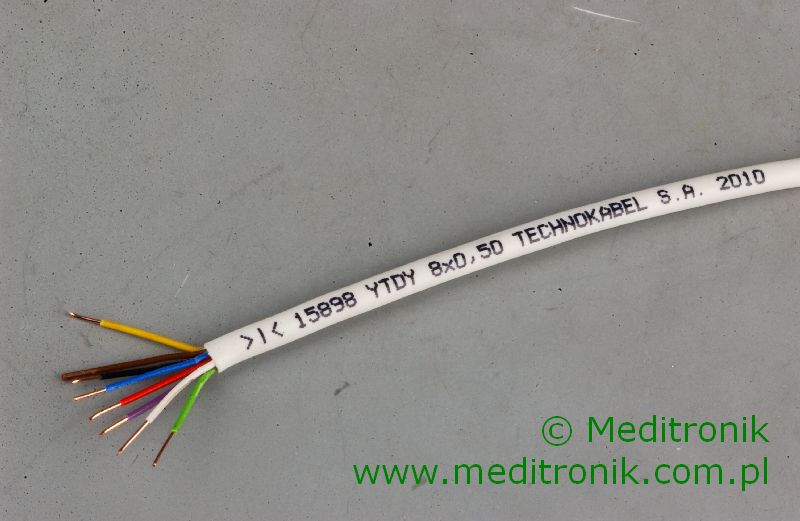 >|< 15898 YTDY 8x0,50 TECHNOKABEL S.A. 2010
© Meditronik
www.meditronik.com.pl